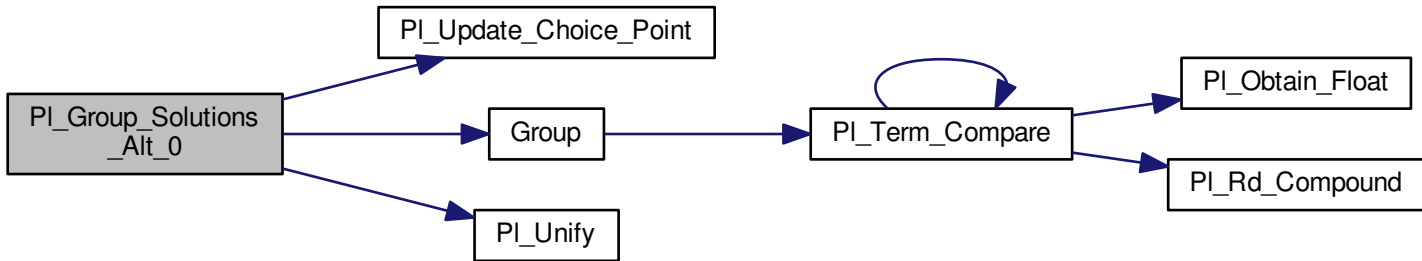 Pl_Group_Solutions
_Alt_0
Pl_Update_Choice_Point
Group
Pl_Unify
Pl_Term_Compare
Pl_Obtain_Float
Pl_Rd_Compound